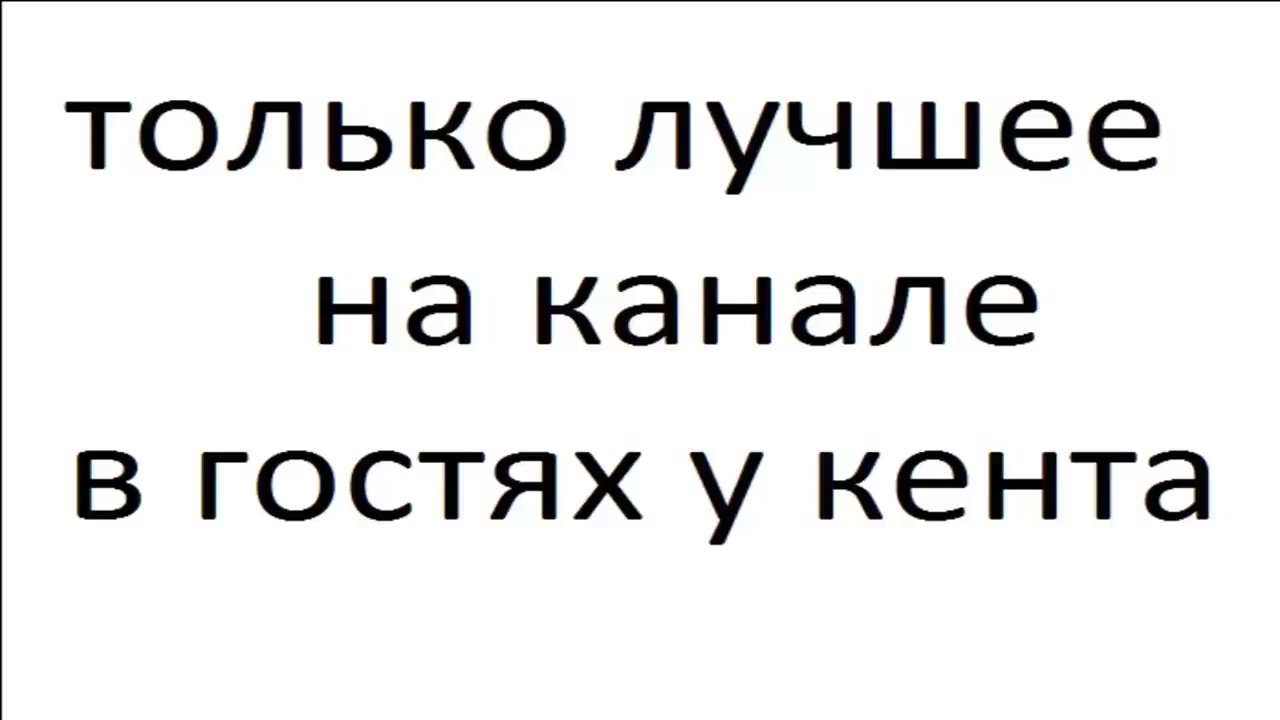 только лучшее
на канале
в гостях у кента